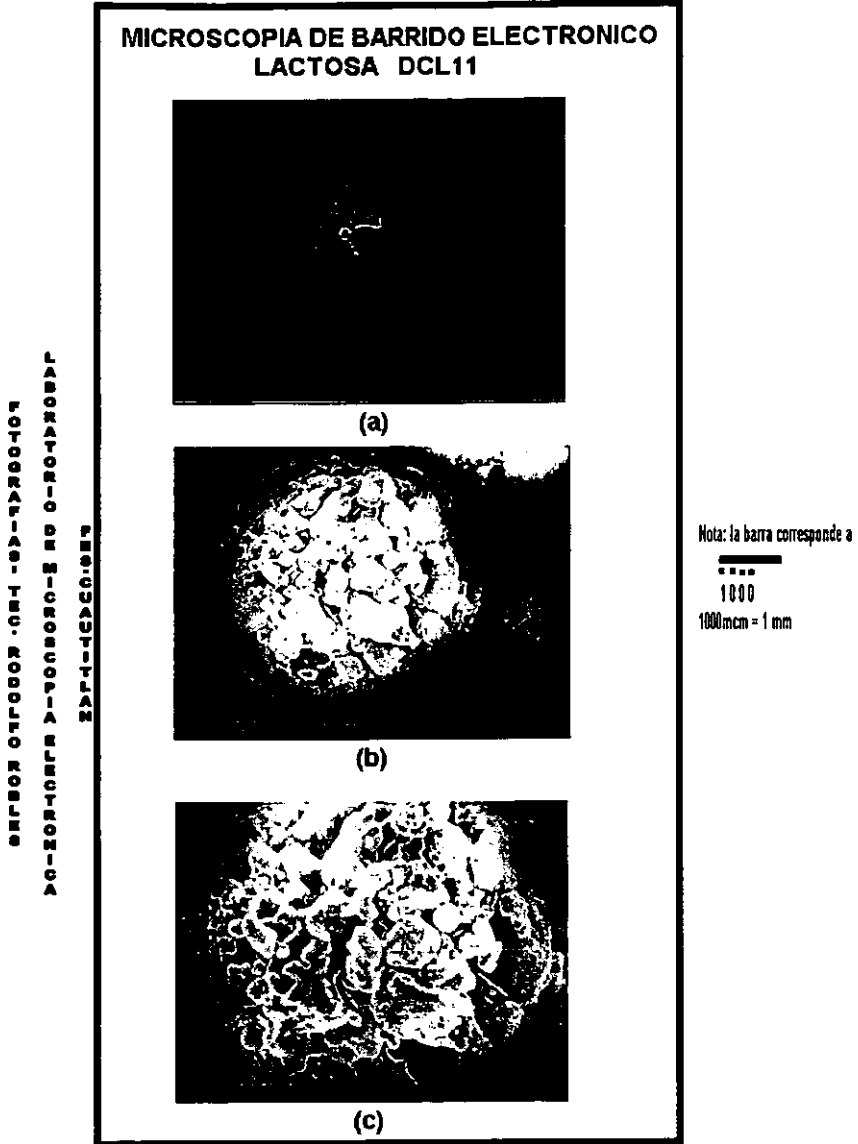 MICROSCOPIA DE BARRIDO ELECTRONICO
LACTOSA DCL11
(a)
(b)
(c)
FOTOGRAFIAS: TEC. RODOLFO ROBLES
LABORATORIO DE MICROSCOPIA ELECTRONICA
FES-CUAUTITLAN
Nota: la barra corresponde a
1000
1000mcm = 1 mm